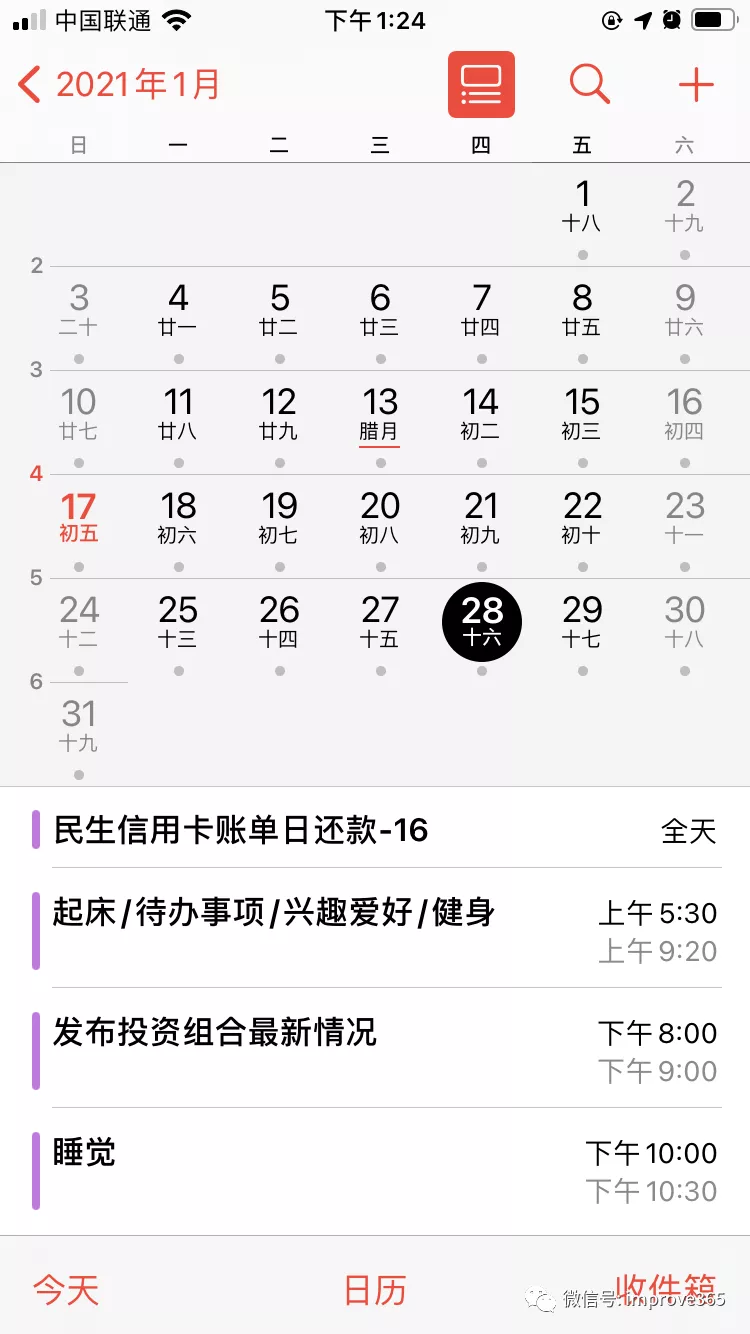 中国联通 下午1:24
2021年1月
日 一 二 三 四 五 六
1 2
十八 十九
2
3 4 5 6 7 8 9
二十 廿一 廿二 廿三 廿四 廿五 廿六
3
10 11 12 13 14 15 16
廿七 廿八 廿九 腊月 初二 初三 初四
4
17 18 19 20 21 22 23
初五 初六 初七 初八 初九 初十 十一
5
24 25 26 27 28 29 30
十二 十三 十四 十五 十六 十七 十八
6
31
十九
民生信用卡账单日还款-16 全天
起床/待办事项/兴趣爱好/健身 上午5:30
上午9:20
发布投资组合最新情况 下午8:00
下午9:00
睡觉 下午10:00
下午10:30
今天 日历 收件箱
微信号: improve365